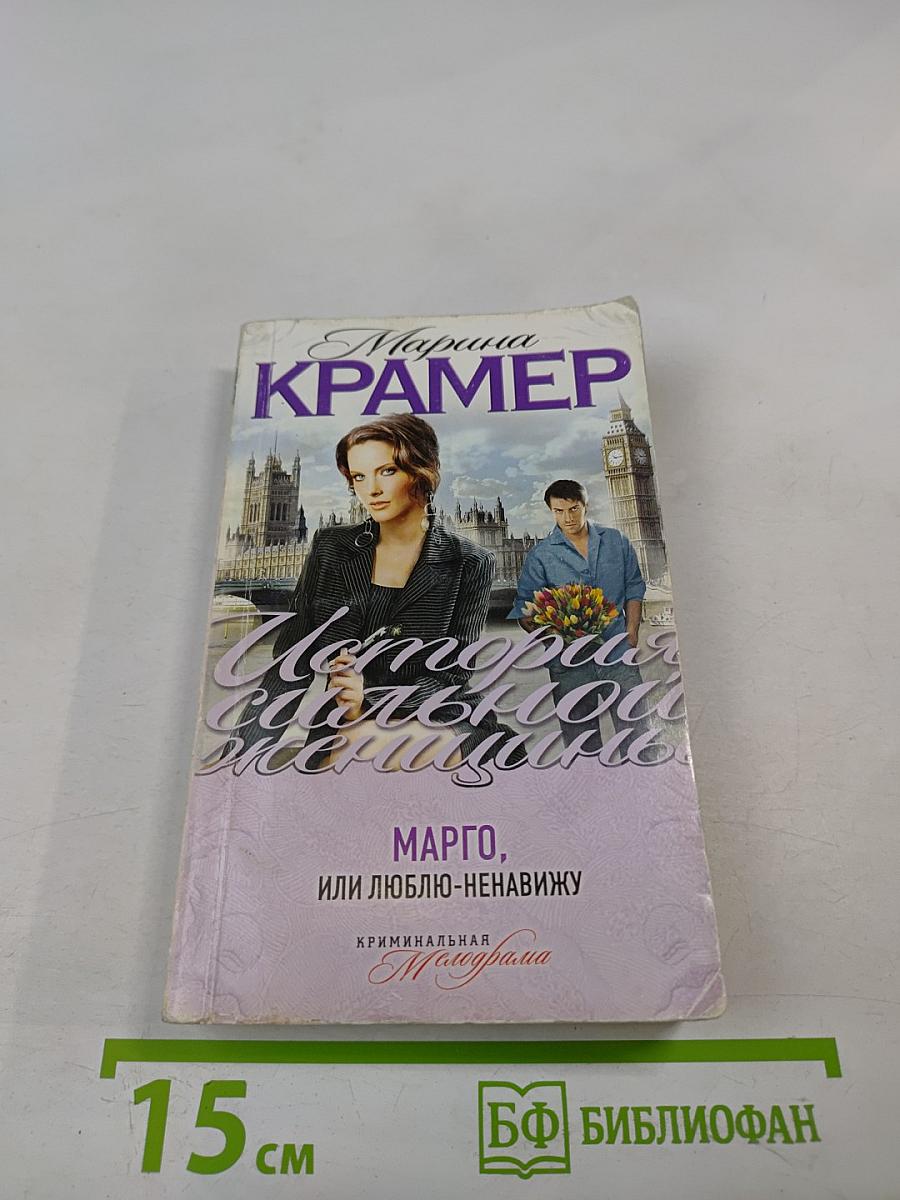 Марина
КРАМЕР
История
сильной
женщины
МАРГО,
ИЛИ ЛЮБЛЮ-НЕНАВИЖУ
КРИМИНАЛЬНАЯ
Мелодрама
15 см
БФ БИБЛИОФАН